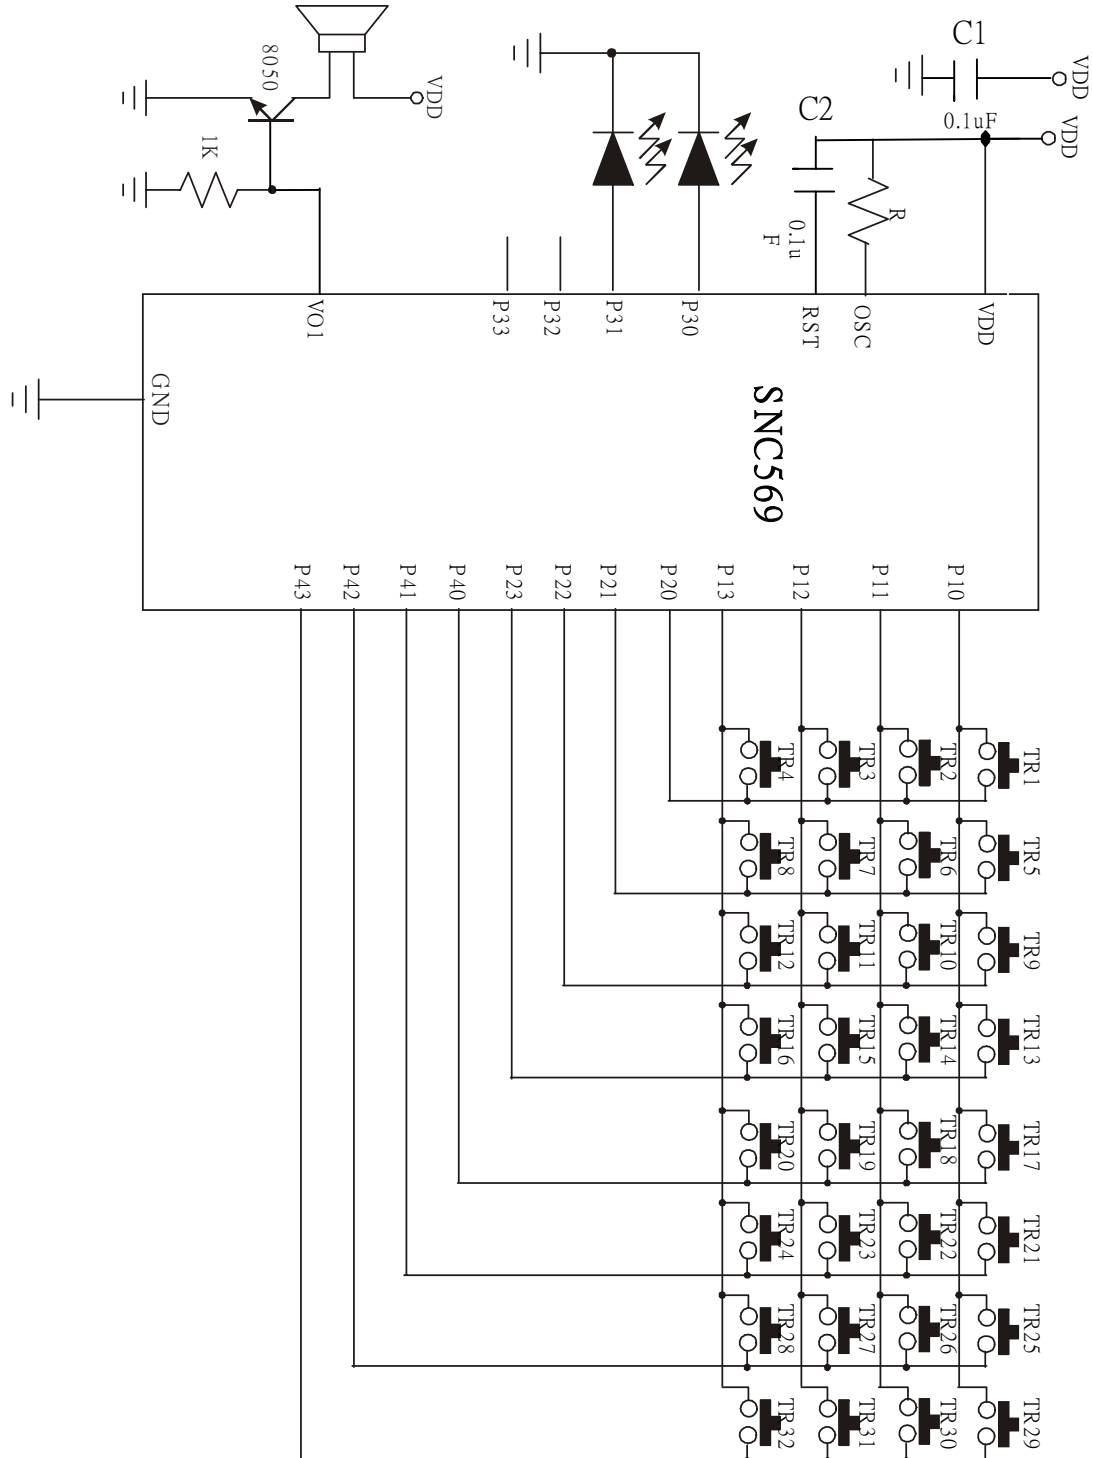 C1
VDD
0.1uF
VDD
C2
R
0.1u
F
8050
VDD
1K
VO1
P33
P32
P31
P30
RST
OSC
VDD
GND
SNC569
P43
P42
P41
P40
P23
P22
P21
P20
P13
P12
P11
P10
TR4
TR3
TR2
TR1
TR8
TR7
TR6
TR5
TR12
TR11
TR10
TR9
TR16
TR15
TR14
TR13
TR20
TR19
TR18
TR17
TR24
TR23
TR22
TR21
TR28
TR27
TR26
TR25
TR32
TR31
TR30
TR29